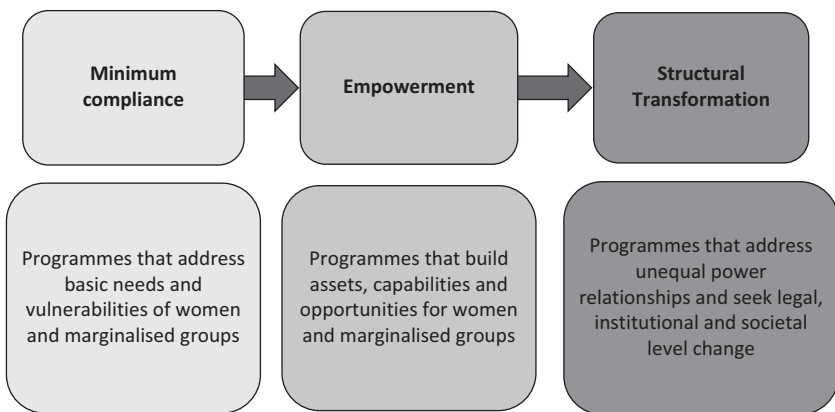 Minimum
compliance
Empowerment
Structural
Transformation
Programmes that address
basic needs and
vulnerabilities of women
and marginalised groups
Programmes that build
assets, capabilities and
opportunities for women
and marginalised groups
Programmes that address
unequal power
relationships and seek legal,
institutional and societal
level change